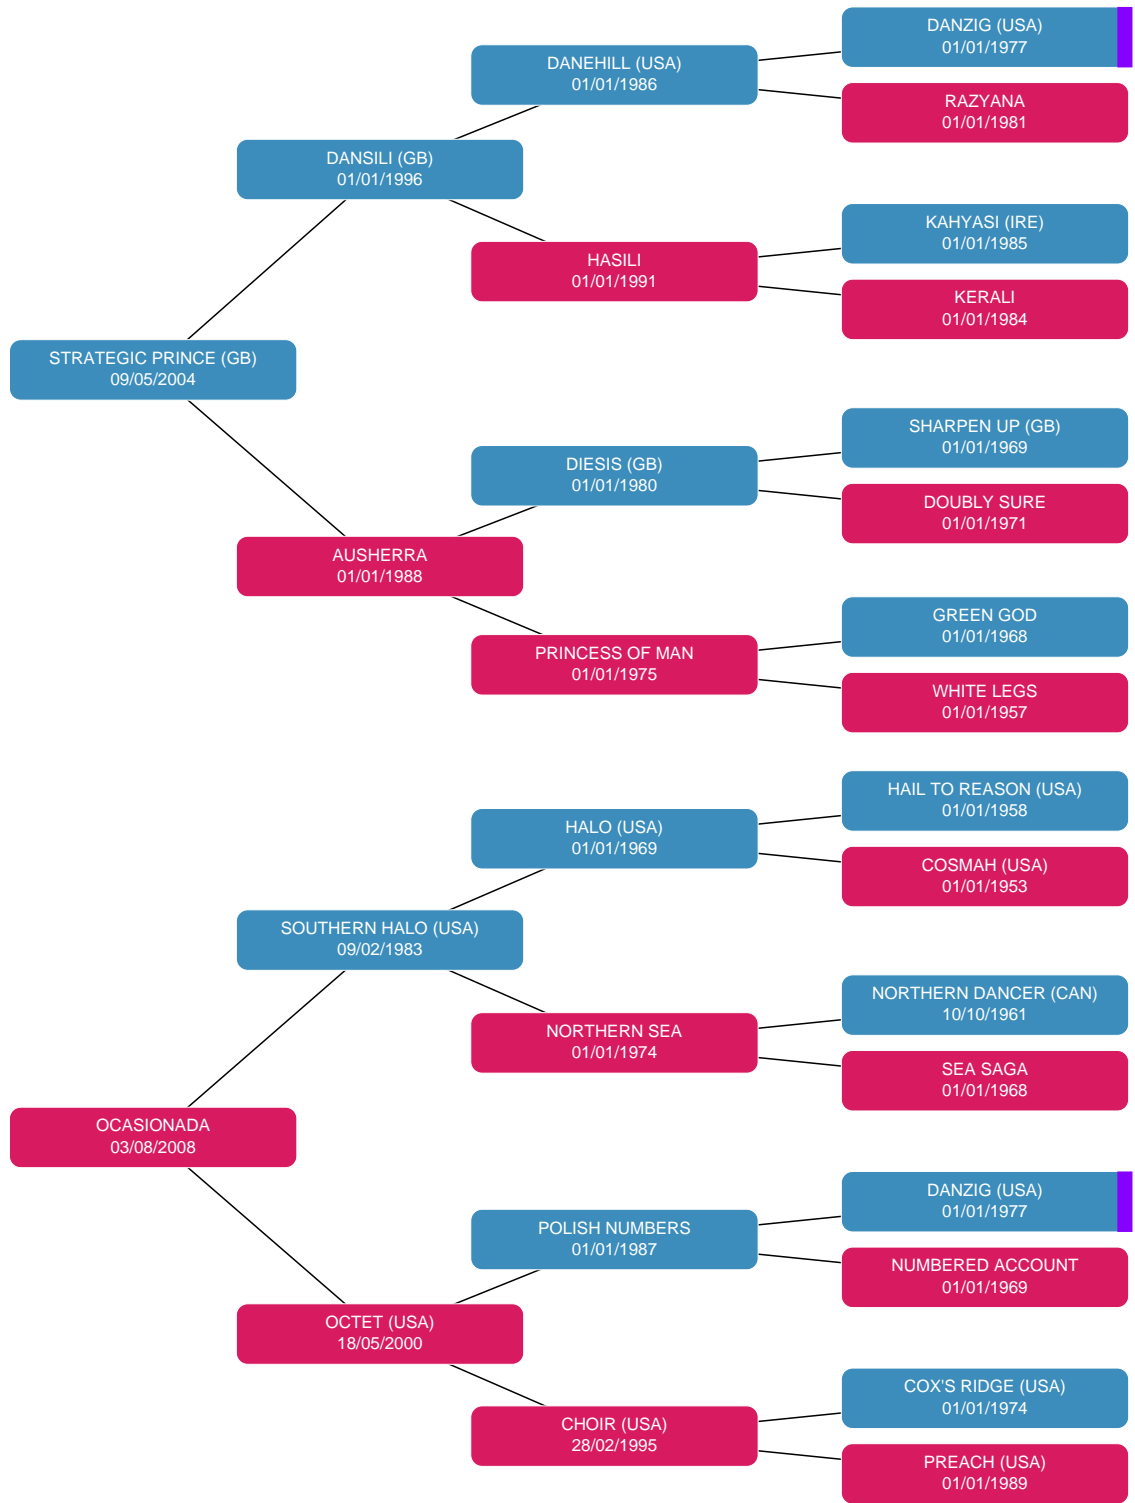 DANZIG (USA)
01/01/1977
DANEHILL (USA)
01/01/1986
RAZYANA
01/01/1981
DANSILI (GB)
01/01/1996
KAHYASI (IRE)
01/01/1985
HASILI
01/01/1991
KERALI
01/01/1984
STRATEGIC PRINCE (GB)
09/05/2004
SHARPEN UP (GB)
01/01/1969
DIESIS (GB)
01/01/1980
DOUBLY SURE
01/01/1971
AUSHERRA
01/01/1988
GREEN GOD
01/01/1968
PRINCESS OF MAN
01/01/1975
WHITE LEGS
01/01/1957
HAIL TO REASON (USA)
01/01/1958
HALO (USA)
01/01/1969
COSMAH (USA)
01/01/1953
SOUTHERN HALO (USA)
09/02/1983
NORTHERN DANCER (CAN)
10/10/1961
NORTHERN SEA
01/01/1974
SEA SAGA
01/01/1968
OCASIONADA
03/08/2008
DANZIG (USA)
01/01/1977
POLISH NUMBERS
01/01/1987
NUMBERED ACCOUNT
01/01/1969
OCTET (USA)
18/05/2000
COX'S RIDGE (USA)
01/01/1974
CHOIR (USA)
28/02/1995
PREACH (USA)
01/01/1989